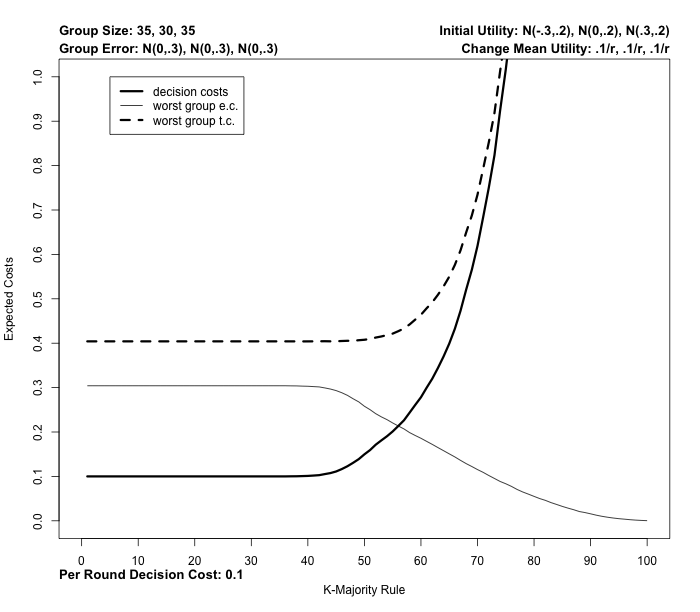 Group Size: 35, 30, 35
Initial Utility: N(-.3,.2), N(0,.2), N(.3,.2)
Group Error: N(0,.3), N(0,.3), N(0,.3)
Change Mean Utility: .1/r, .1/r, .1/r
decision costs
worst group e.c.
worst group t.c.
Expected Costs
1.0
0.9
0.8
0.7
0.6
0.5
0.4
0.3
0.2
0.1
0.0
0 10 20 30 40 50 60 70 80 90 100
Per Round Decision Cost: 0.1
K-Majority Rule